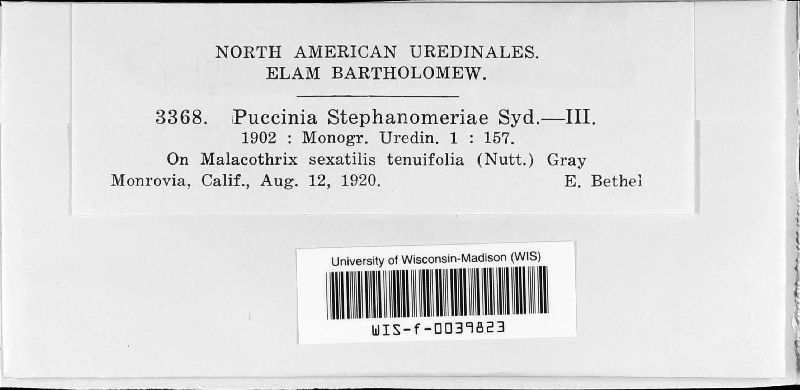 NORTH AMERICAN UREDINALES.
ELAM BARTHOLOMEW.
3368. Puccinia Stephanomeriae Syd.—III.
1902 : Monogr. Uredin. 1 : 157.
On Malacothrix sexatilis tenuifolia (Nutt.) Gray
Monrovia, Calif., Aug. 12, 1920. E. Bethel
University of Wisconsin-Madison (WIS)
WIS-f-0039823